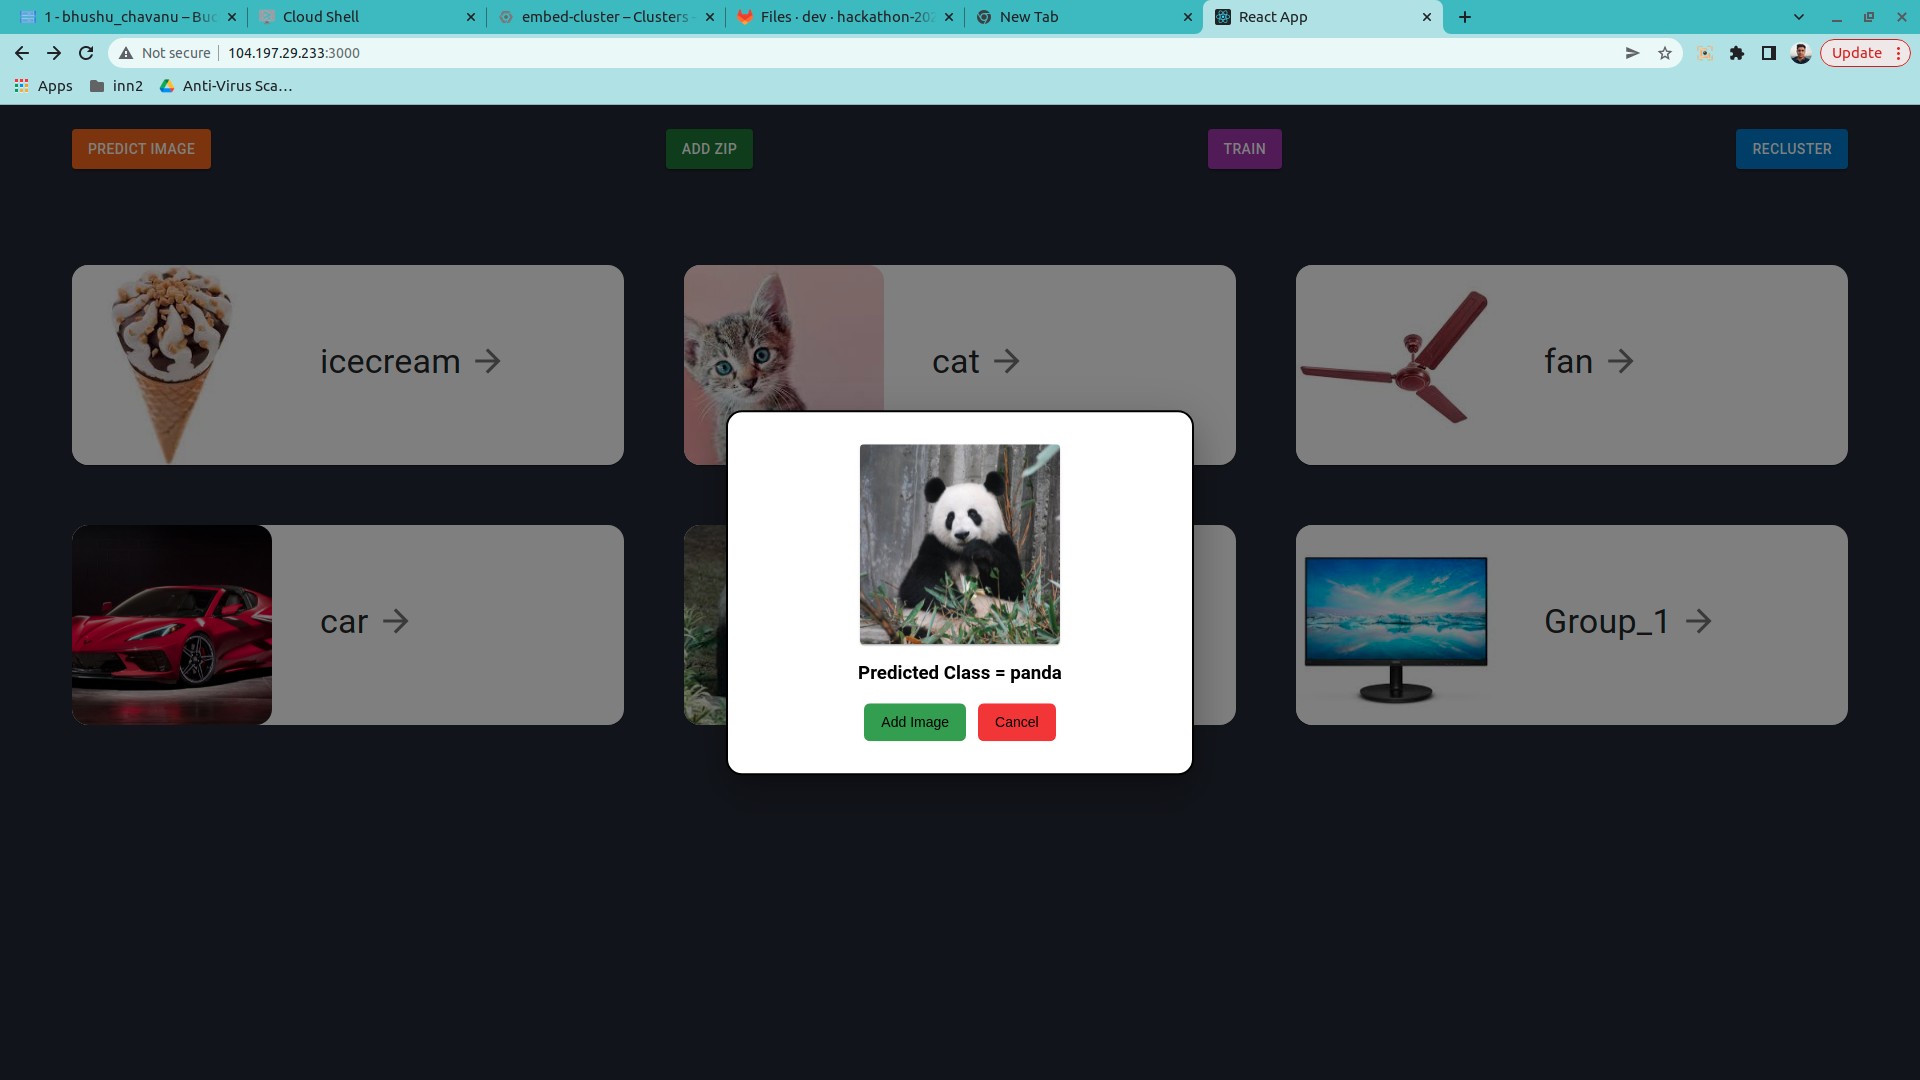 1 - bhushu_chavanu – Buc
Cloud Shell
embed-cluster – Clusters
Files · dev · hackathon-202
New Tab
React App
Not secure
104.197.29.233:3000
Update
Apps
inn2
Anti-Virus Sca…
PREDICT IMAGE
ADD ZIP
TRAIN
RECLUSTER
icecream
cat
fan
car
Group_1
Predicted Class = panda
Add Image
Cancel